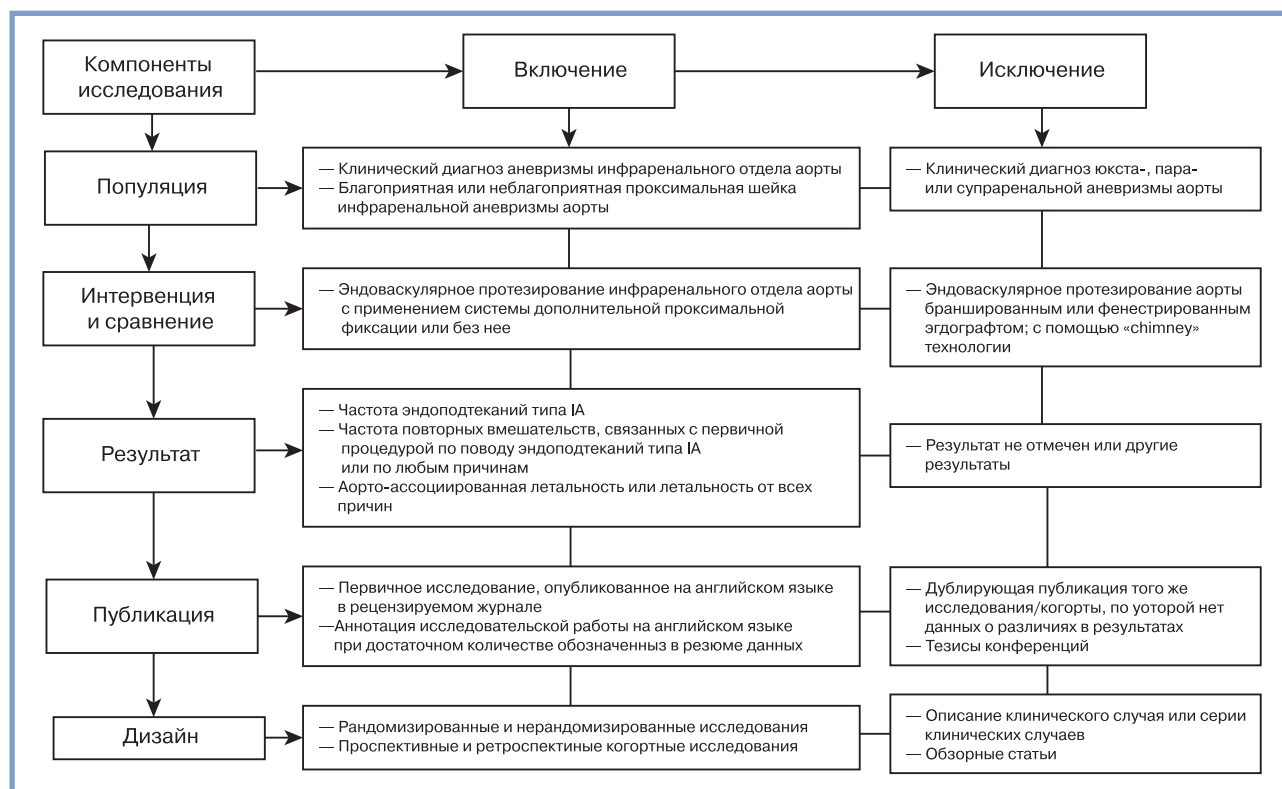 Компоненты
исследования
Включение
Исключение
Популяция
— Клинический диагноз аневризмы инфраренального отдела аорты
— Благоприятная или неблагоприятная проксимальная шейка
инфраренальной аневризмы аорты
— Клинический диагноз юкста-, пара-
или супраренальной аневризмы аорты
Интервенция
и сравнение
— Эндоваскулярное протезирование инфраренального отдела аорты
с применением системы дополнительной проксимальной
фиксации или без нее
— Эндоваскулярное протезирование аорты
браншированным или фенестрированным
эгдографтом; с помощью «chimney»
технологии
Результат
— Частота эндоподтеканий типа IA
— Частота повторных вмешательств, связанных с первичной
процедурой по поводу эндоподтеканий типа IA
или по любым причинам
— Аорто-ассоциированная летальность или летальность от всех
причин
— Результат не отмечен или другие
результаты
Публикация
— Первичное исследование, опубликованное на английском языке
в рецензируемом журнале
—Аннотация исследовательской работы на английском языке
при достаточном количестве обозначенныз в резюме данных
— Дублирующая публикация того же
исследования/когорты, по уоторой нет
данных о различиях в результатах
— Тезисы конференций
Дизайн
— Рандомизированные и нерандомизированные исследования
— Проспективные и ретроспектиные когортные исследования
— Описание клинического случая или серии
клинических случаев
— Обзорные статьи